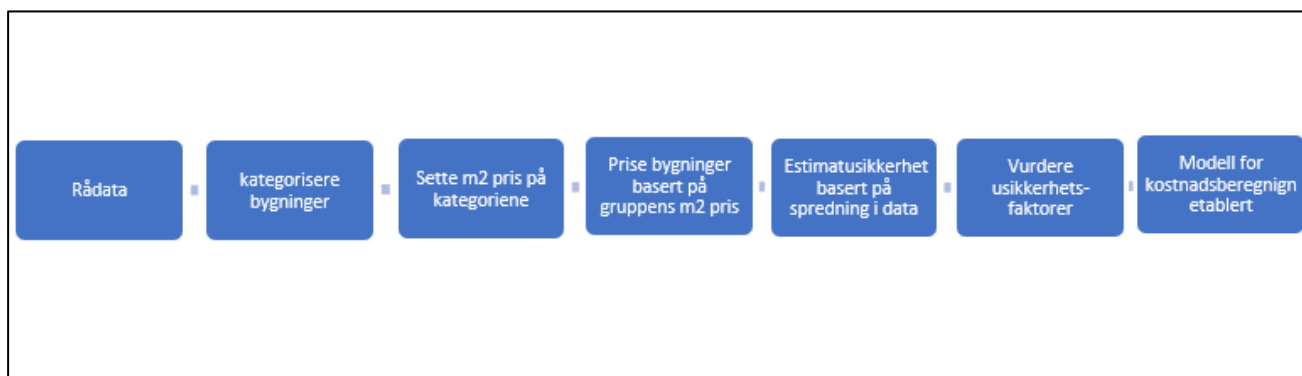 Rådata
kategorisere
bygninger
Sette m2 pris på
kategoriene
Prise bygninger
basert på
gruppens m2 pris
Estimatusikkerhet
basert på
spredning i data
Vurdere
usikkerhets-
faktorer
Modell for
kostnadsberegnign
etablert